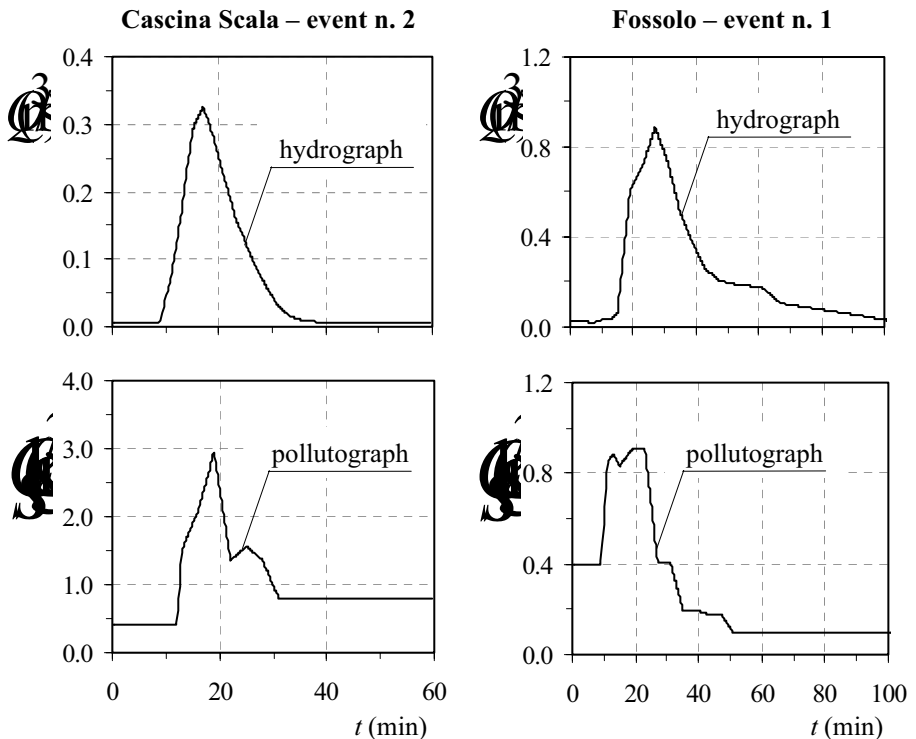 Cascina Scala – event n. 2
0.4
0.3
0.2
0.1
0.0
hydrograph
Fossolo – event n. 1
1.2
0.8
0.4
0.0
hydrograph
4.0
3.0
2.0
1.0
0.0
pollutograph
0 20 40 60
t (min)
1.2
0.8
0.4
0.0
pollutograph
0 20 40 60 80 100
t (min)